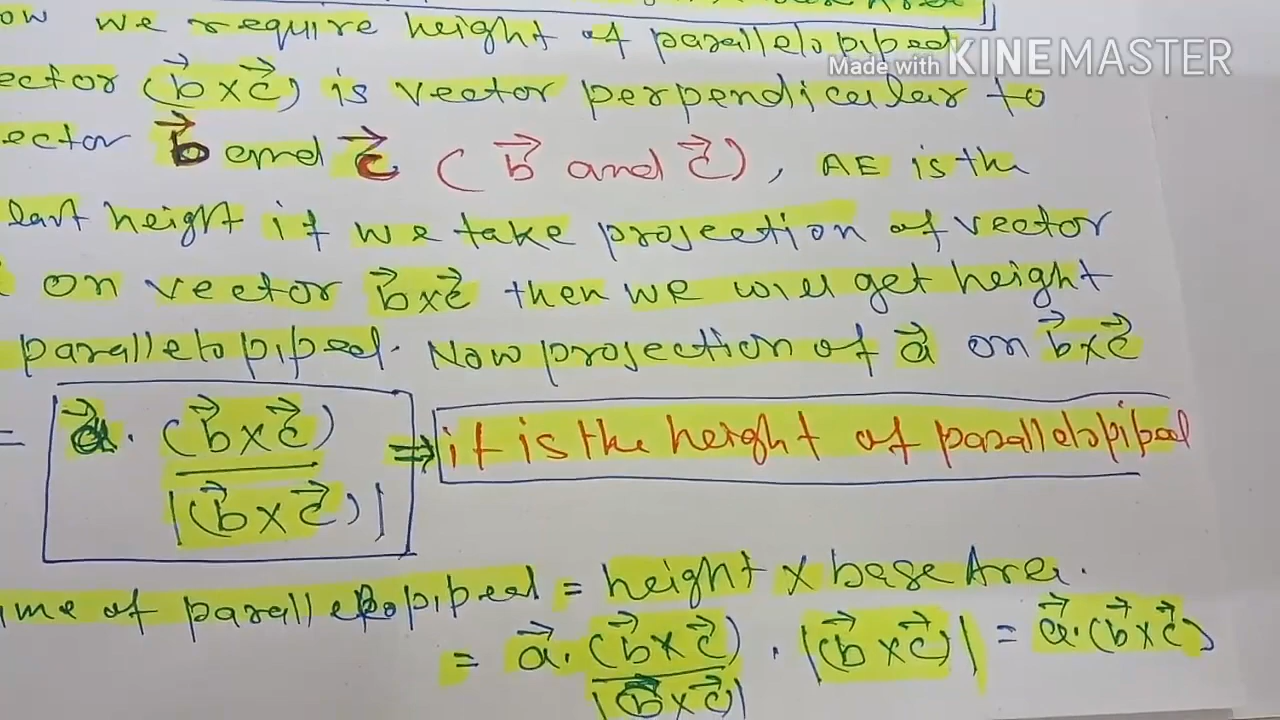 ow we require height of parallelopiped
Made with KINEMASTER
ector (b⃗×c⃗) is vector perpendicular to
ector b⃗ and c⃗ (b⃗ and c⃗), AE is the
lar height if we take projection of vector
on vector b⃗×c⃗ then we will get height
parallelopiped. Now projection of a⃗ on b⃗×c⃗
= a⃗. (b⃗×c⃗) / |(b⃗×c⃗)| ⇒ it is the height of parallelopiped
ume of parallelopiped = height × base Area.
= a⃗. (b⃗×c⃗) / |b⃗×c⃗| . |(b⃗×c⃗)| = a⃗.(b⃗×c⃗)